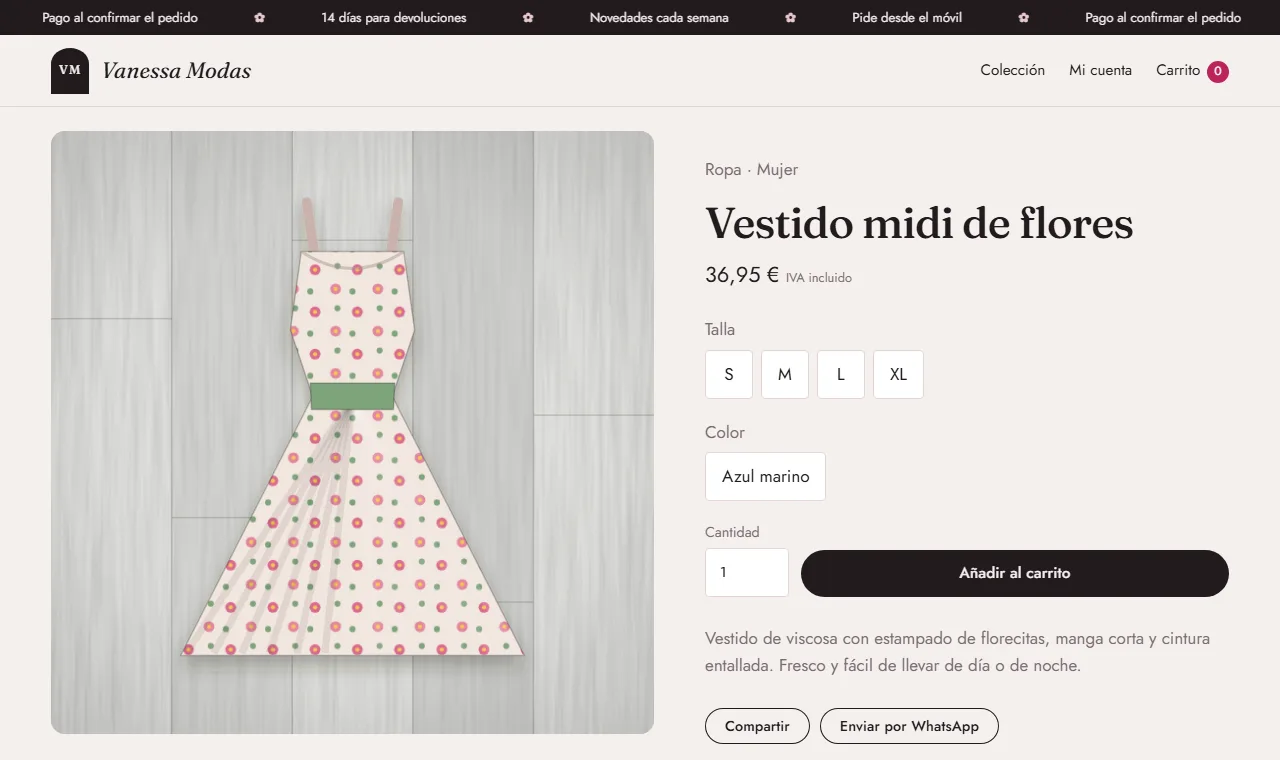 Pago al confirmar el pedido ✿ 14 días para devoluciones ✿ Novedades cada semana ✿ Pide desde el móvil ✿ Pago al confirmar el pedido
VM Vanessa Modas
Colección Mi cuenta Carrito 0
Ropa · Mujer
Vestido midi de flores
36,95 € IVA incluido
Talla
S M L XL
Color
Azul marino
Cantidad
1 Añadir al carrito
Vestido de viscosa con estampado de florecitas, manga corta y cintura
entallada. Fresco y fácil de llevar de día o de noche.
Compartir Enviar por WhatsApp